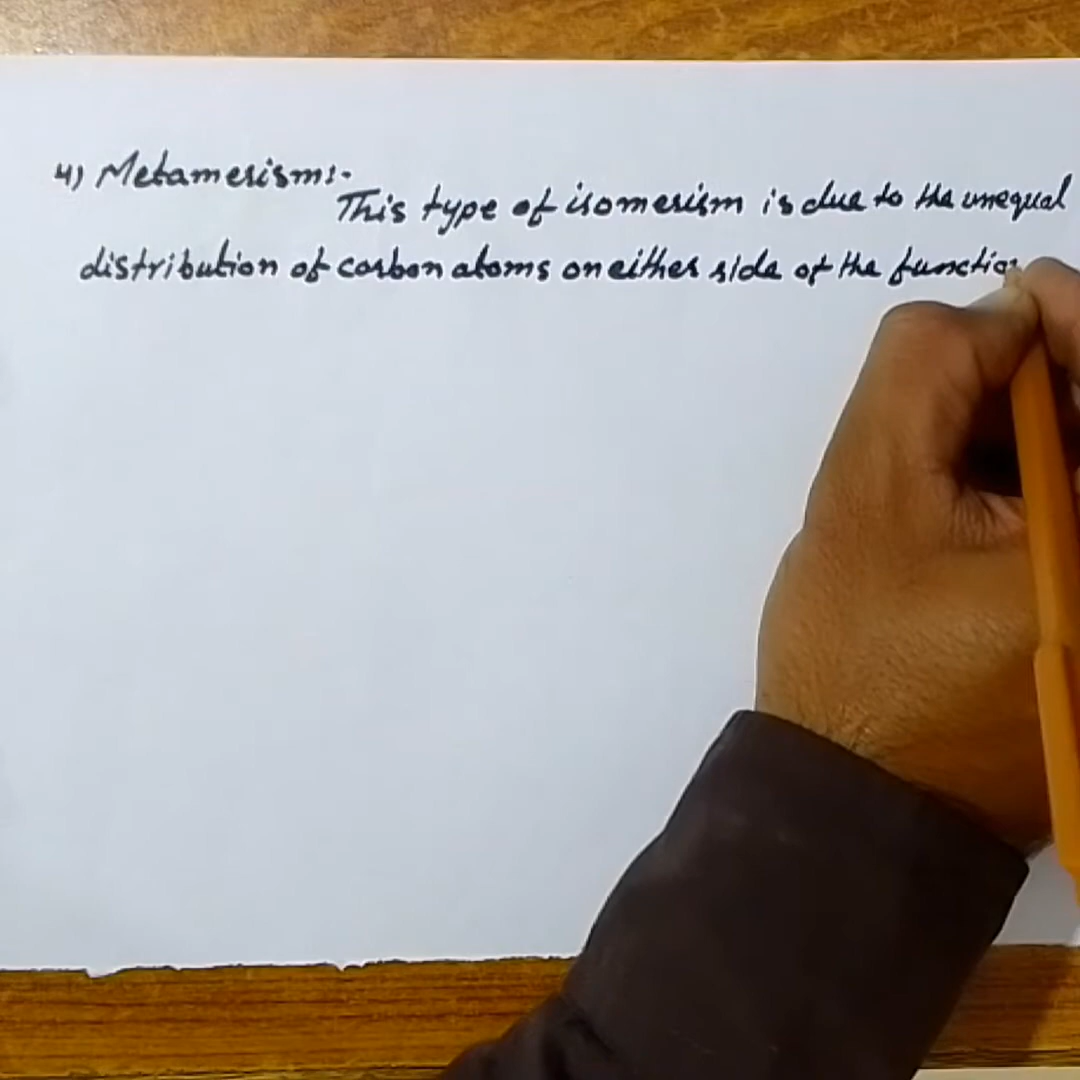 4) Metamerism:-
This type of isomerism is due to the unequal
distribution of carbon atoms on either side of the function